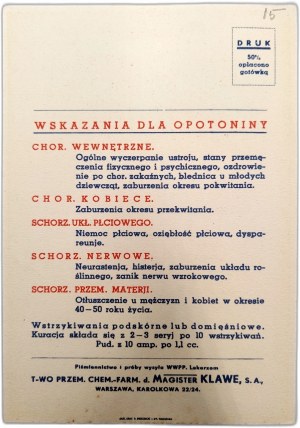 15
DRUK
50%
opłacono
gotówką
WSKAZANIA DLA OPOTONINY
CHOR. WEWNĘTRZNE.
Ogólne wyczerpanie ustroju, stany przemę-
czenia fizycznego i psychicznego, ozdrowie-
nie po chor. zakaźnych, blednica u młodych
dziewcząt, zaburzenia okresu pokwitania.
CHOR. KOBIECE.
Zaburzenia okresu przekwitania.
SCHORZ. UKŁ. PŁCIOWEGO.
Niemoc płciowa, oziębłość płciowa, dyspa-
reunje.
SCHORZ. NERWOWE.
Neurastenja, histerja, zaburzenia układu ro-
ślinnego, zanik nerwu wzrokowego.
SCHORZ. PRZEM. MATERJI.
Otłuszczenie u mężczyzn i kobiet w okresie
40–50 roku życia.
Wstrzykiwania podskórne lub domięśniowe.
Kuracja składa się z 2–3 seryj po 10 wstrzykiwań.
Pud. z 10 amp. po 1,1 cc.
Piśmiennictwo i próby wysyła WWPP. Lekarzom
T-WO PRZEM. CHEM.-FARM. d. MAGISTER KLAWE, S. A.,
WARSZAWA, KAROLKOWA 22/24.